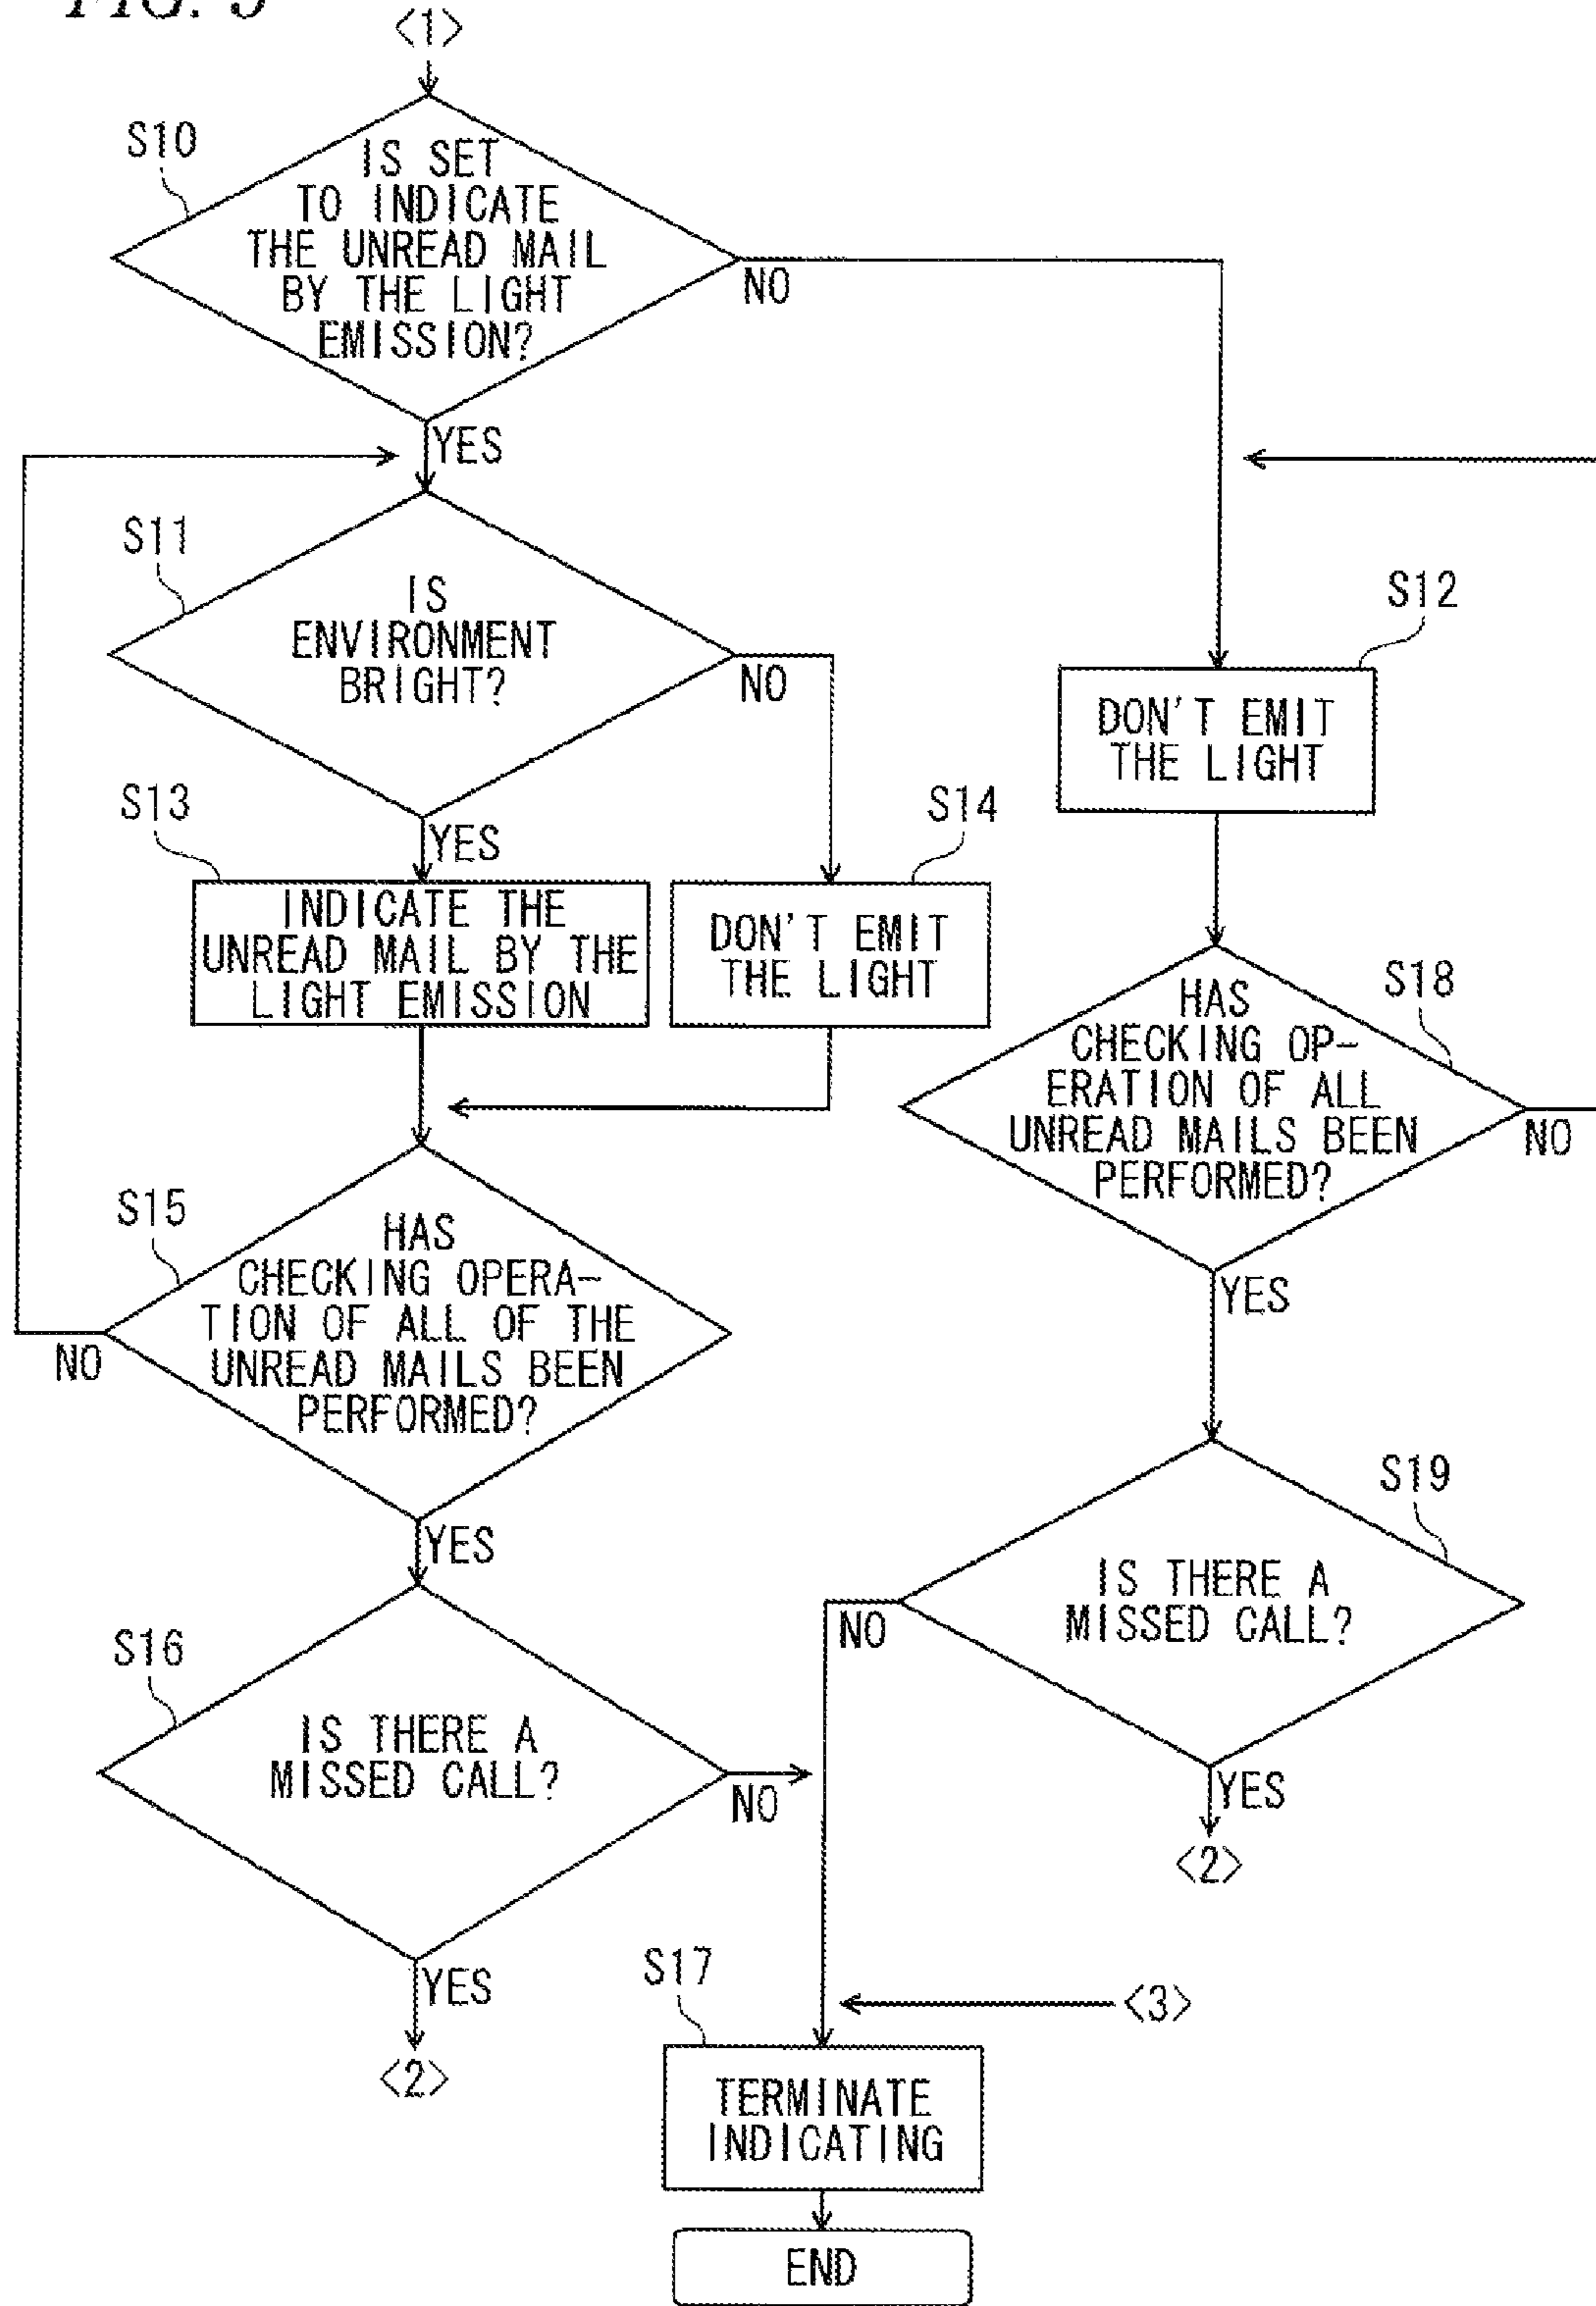 <1>
S10
IS SET
TO INDICATE
THE UNREAD MAIL
BY THE LIGHT
EMISSION?
NO
YES
S11
IS
ENVIRONMENT
BRIGHT?
NO
YES
S12
DON'T EMIT
THE LIGHT
S13
INDICATE THE
UNREAD MAIL BY THE
LIGHT EMISSION
S14
DON'T EMIT
THE LIGHT
S18
HAS
CHECKING OP-
ERATION OF ALL
UNREAD MAILS BEEN
PERFORMED?
NO
YES
S15
HAS
CHECKING OPERA-
TION OF ALL OF THE
UNREAD MAILS BEEN
PERFORMED?
NO
YES
S19
IS THERE A
MISSED CALL?
NO
YES
<2>
S16
IS THERE A
MISSED CALL?
NO
YES
<2>
S17
<3>
TERMINATE
INDICATING
END